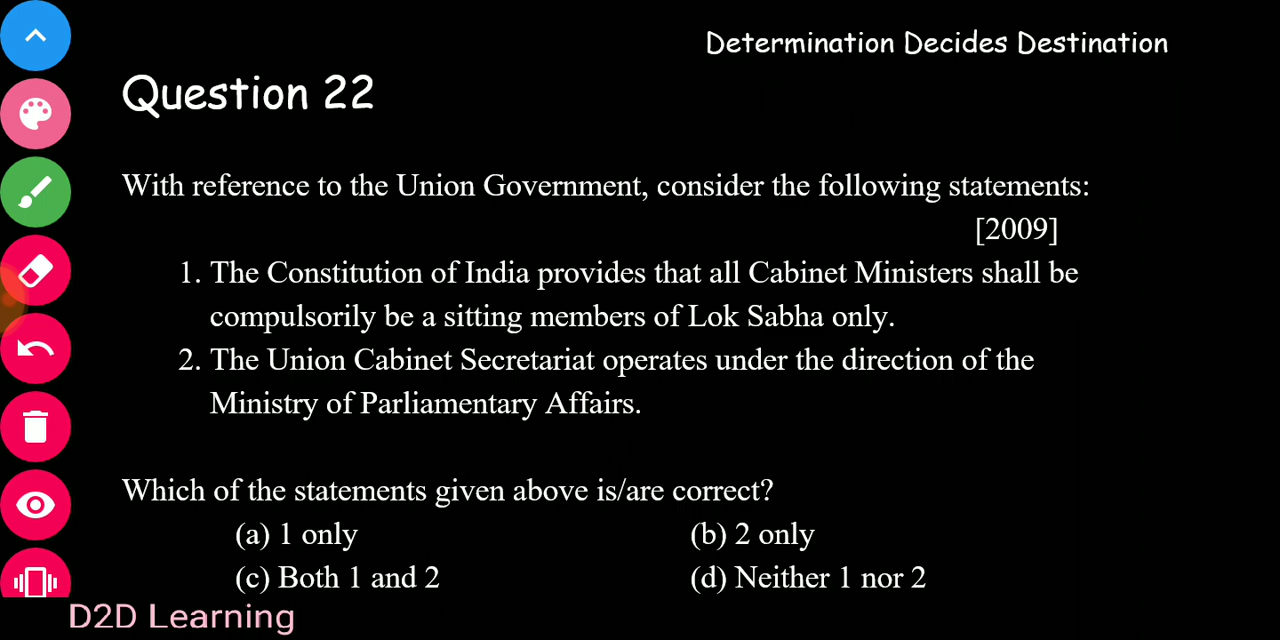 Determination Decides Destination
Question 22
With reference to the Union Government, consider the following statements:
[2009]
1. The Constitution of India provides that all Cabinet Ministers shall be
compulsorily be a sitting members of Lok Sabha only.
2. The Union Cabinet Secretariat operates under the direction of the
Ministry of Parliamentary Affairs.
Which of the statements given above is/are correct?
(a) 1 only (b) 2 only
(c) Both 1 and 2 (d) Neither 1 nor 2
D2D Learning